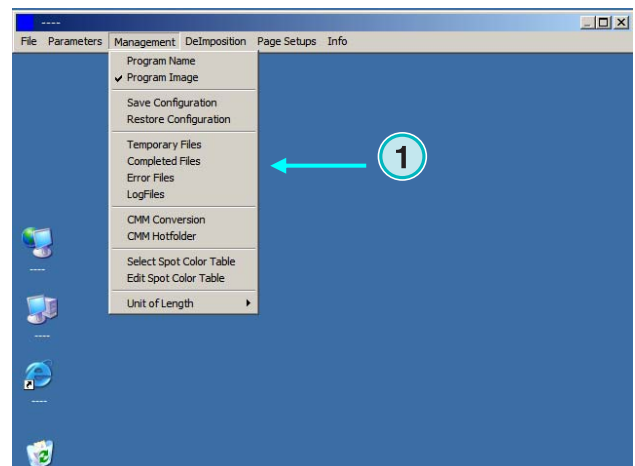 ----
File Parameters Management DeImposition Page Setups Info
Program Name
Program Image
Save Configuration
Restore Configuration
Temporary Files
Completed Files
Error Files
LogFiles
CMM Conversion
CMM Hotfolder
Select Spot Color Table
Edit Spot Color Table
Unit of Length
1
----
----
----